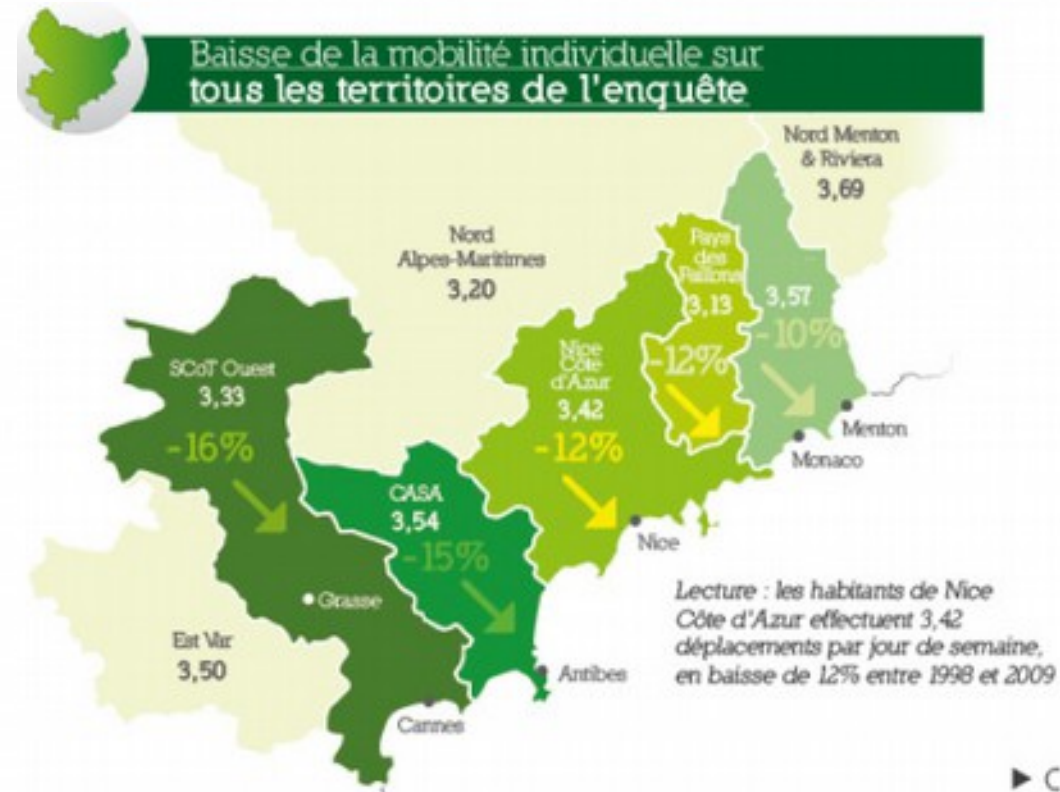 Baisse de la mobilité individuelle sur
tous les territoires de l'enquête
Nord Menton
& Riviera
3,69
Nord
Alpes-Maritimes
3,20
Pays
des
Paillons
3,13
-12%
3,57
-10%
SCoT Ouest
3,33
-16%
Nice
Côte
d'Azur
3,42
-12%
Menton
Monaco
CASA
3,54
-15%
Nice
Grasse
Est Var
3,50
Antibes
Cannes
Lecture : les habitants de Nice
Côte d'Azur effectuent 3,42
déplacements par jour de semaine,
en baisse de 12% entre 1998 et 2009